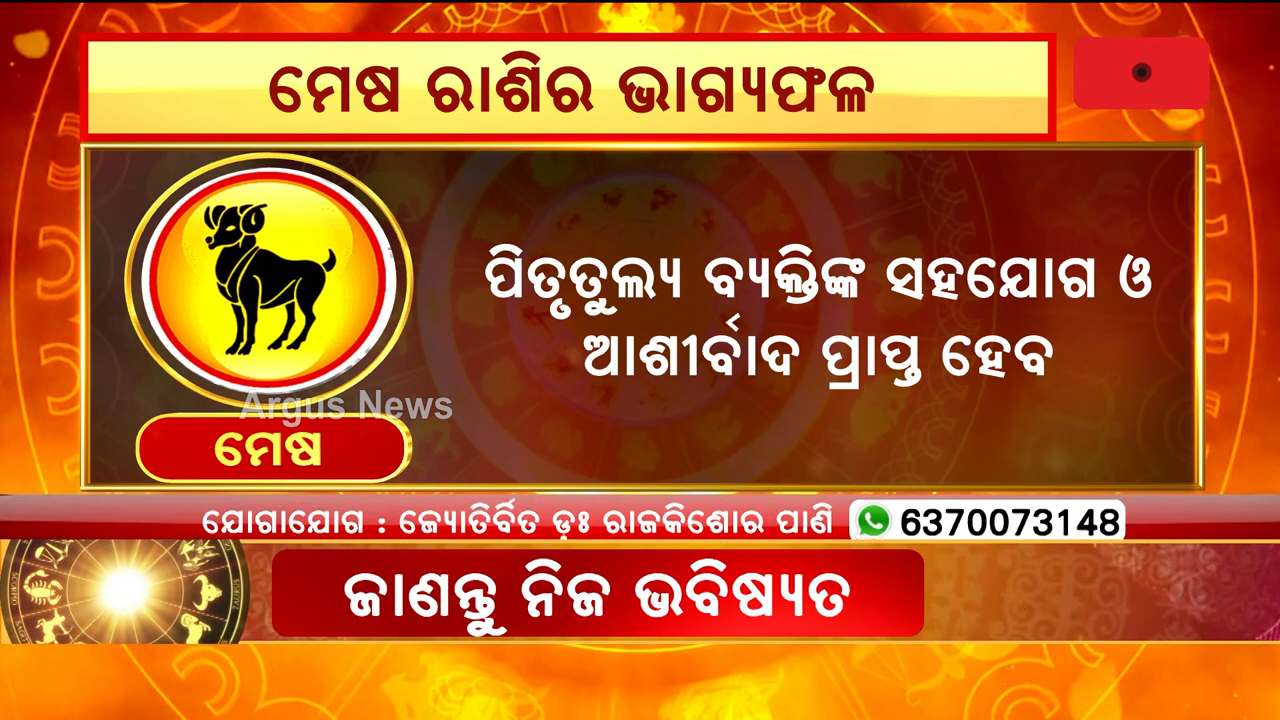 ମେଷ ରାଶିର ଭାଗ୍ୟଫଳ
ପିତୃତୁଲ୍ୟ ବ୍ୟକ୍ତିଙ୍କ ସହଯୋଗ ଓ
ଆଶୀର୍ବାଦ ପ୍ରାପ୍ତ ହେବ
Argus News
ମେଷ
ଯୋଗାଯୋଗ : ଜ୍ୟୋତିର୍ବିତ ଡ଼ଃ ରାଜକିଶୋର ପାଣି 6370073148
ଜାଣନ୍ତୁ ନିଜ ଭବିଷ୍ୟତ